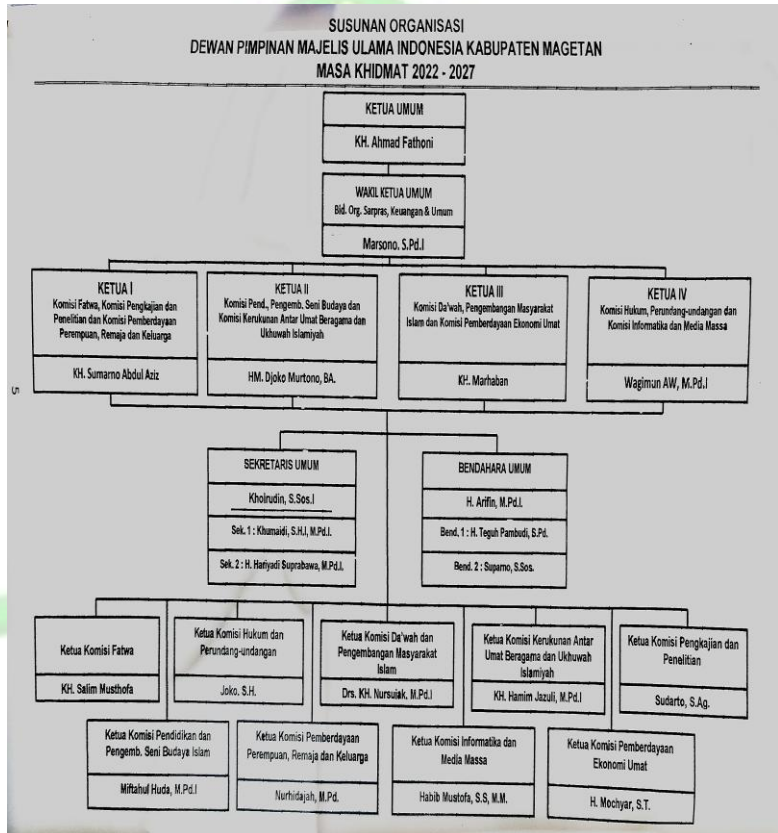 SUSUNAN ORGANISASI
DEWAN PIMPINAN MAJELIS ULAMA INDONESIA KABUPATEN MAGETAN
MASA KHIDMAT 2022 - 2027
KETUA UMUM
KH. Ahmad Fathoni
WAKIL KETUA UMUM
Bid. Org. Sarpras, Keuangan & Umum
Marsono. S.Pd.I
KETUA I
Komisi Fatwa, Komisi Pengkajian dan
Penelitian dan Komisi Pemberdayaan
Perempuan, Remaja dan Keluarga
KH. Sumarno Abdul Aziz
KETUA II
Komisi Pend., Pengemb. Seni Budaya dan
Komisi Kerukunan Antar Umat Beragama dan
Ukhuwah Islamiyah
HM. Djoko Murtono, BA.
KETUA III
Komisi Da'wah, Pengembangan Masyarakat
Islam dan Komisi Pemberdayaan Ekonomi Umat
KH. Marhaban
KETUA IV
Komisi Hukum, Perundang-undangan dan
Komisi Informatika dan Media Massa
Wagimun AW, M.Pd.I
5
SEKRETARIS UMUM
Khoirudin, S.Sos.I
Sek. 1 : Khumaidi, S.H.I, M.Pd.I.
Sek. 2 : H. Hariyadi Suprabawa, M.Pd.I.
BENDAHARA UMUM
H. Arifin, M.Pd.I.
Bend. 1 : H. Teguh Pambudi, S.Pd.
Bend. 2 : Suparno, S.Sos.
Ketua Komisi Fatwa
KH. Salim Musthofa
Ketua Komisi Hukum dan
Perundang-undangan
Joko, S.H.
Ketua Komisi Da'wah dan
Pengembangan Masyarakat
Islam
Drs. KH. Nursuiak, M.Pd.I
Ketua Komisi Kerukunan Antar
Umat Beragama dan Ukhuwah
Islamiyah
KH. Hamim Jazuli, M.Pd.I
Ketua Komisi Pengkajian dan
Penelitian
Sudarto, S.Ag.
Ketua Komisi Pendidikan dan
Pengemb. Seni Budaya Islam
Miftahul Huda, M.Pd.I
Ketua Komisi Pemberdayaan
Perempuan, Remaja dan Keluarga
Nurhidajah, M.Pd.
Ketua Komisi Informatika dan
Media Massa
Habib Mustofa, S.S, M.M.
Ketua Komisi Pemberdayaan
Ekonomi Umat
H. Mochyar, S.T.